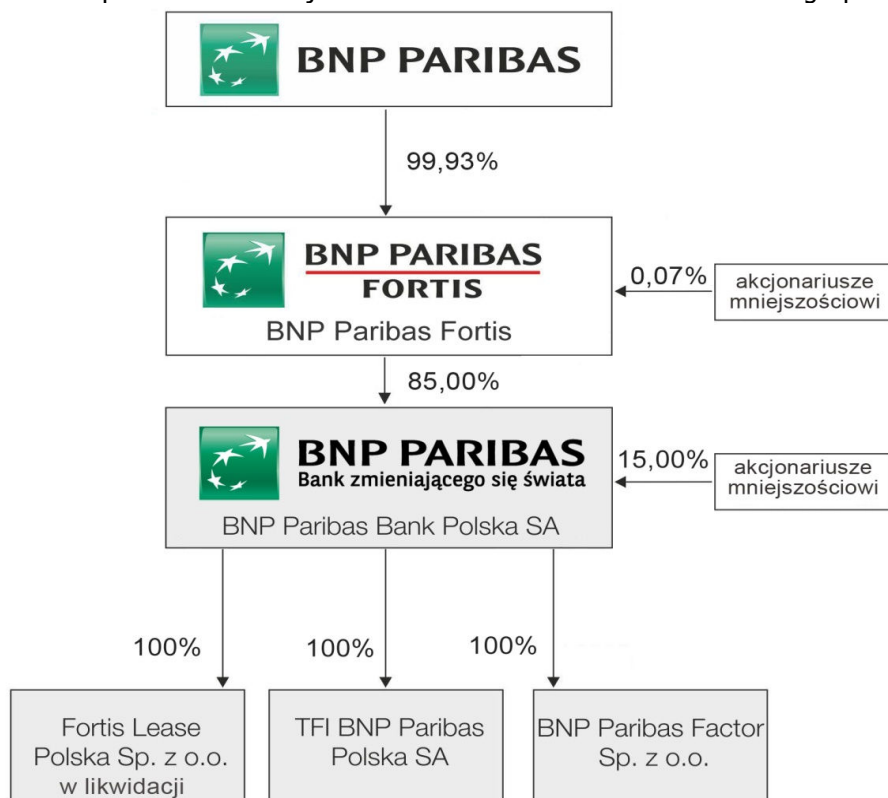 BNP PARIBAS
99,93%
BNP PARIBAS
FORTIS
BNP Paribas Fortis
0,07%
akcjonariusze
mniejszościowi
85,00%
BNP PARIBAS
Bank zmieniającego się świata
BNP Paribas Bank Polska SA
15,00%
akcjonariusze
mniejszościowi
100%
100%
100%
Fortis Lease
Polska Sp. z o.o.
w likwidacji
TFI BNP Paribas
Polska SA
BNP Paribas Factor
Sp. z o.o.